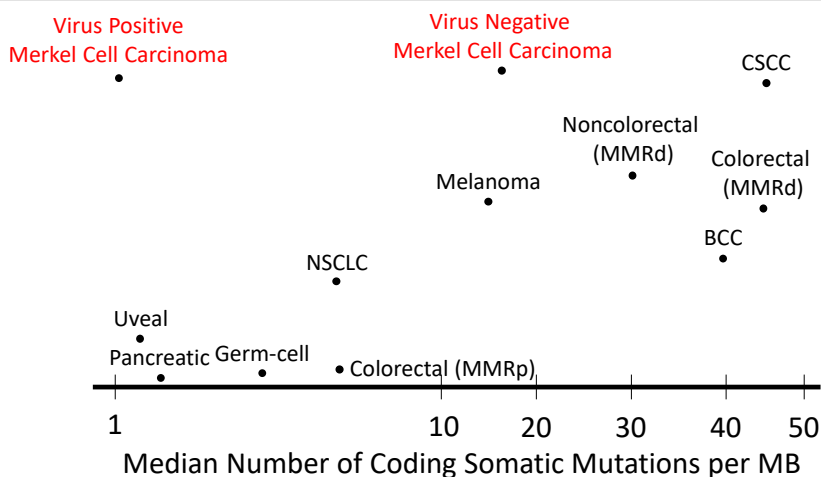 Virus Positive
Merkel Cell Carcinoma
Virus Negative
Merkel Cell Carcinoma
CSCC
Noncolorectal
(MMRd)
Colorectal
(MMRd)
Melanoma
BCC
NSCLC
Uveal
Pancreatic
Germ-cell
Colorectal (MMRp)
1
10
20
30
40
50
Median Number of Coding Somatic Mutations per MB